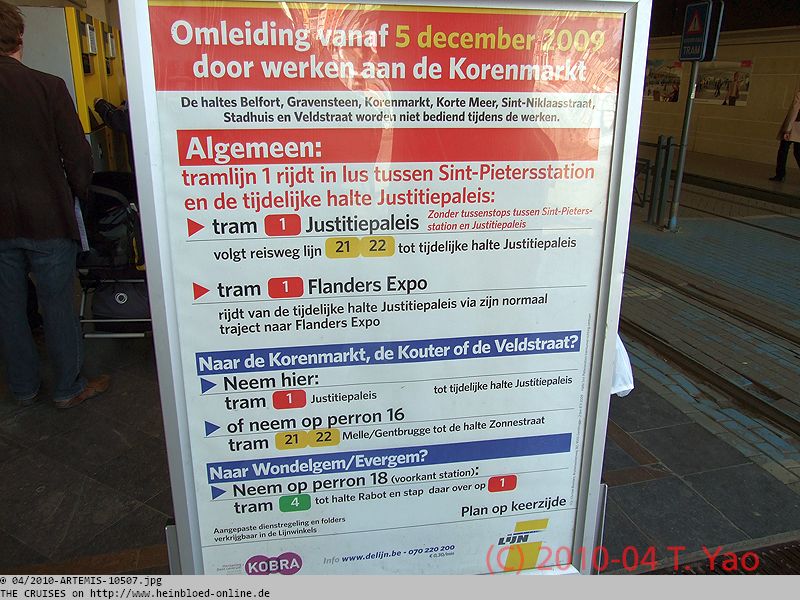 Omleiding vanaf 5 december 2009
door werken aan de Korenmarkt
De haltes Belfort, Gravensteen, Korenmarkt, Korte Meer, Sint-Niklaasstraat,
Stadhuis en Veldstraat worden niet bediend tijdens de werken.
Algemeen:
tramlijn 1 rijdt in lus tussen Sint-Pietersstation
en de tijdelijke halte Justitiepaleis:
tram 1 Justitiepaleis
Zonder tussenstops tussen Sint-Pieters-
station en Justitiepaleis
volgt reisweg lijn 21 22 tot tijdelijke halte Justitiepaleis
tram 1 Flanders Expo
rijdt van de tijdelijke halte Justitiepaleis via zijn normaal
traject naar Flanders Expo
Naar de Korenmarkt, de Kouter of de Veldstraat?
Neem hier:
tram 1 Justitiepaleis tot tijdelijke halte Justitiepaleis
of neem op perron 16
tram 21 22 Melle/Gentbrugge tot de halte Zonnestraat
Naar Wondelgem/Evergem?
Neem op perron 18 (voorkant station):
tram 4 tot halte Rabot en stap daar over op 1
Aangepaste dienstregeling en folders
verkrijgbaar in de Lijnwinkels
Plan op keerzijde
KOBRA
Info www.delijn.be - 070 220 200
€ 0,30/min
LIJN
TRAM
(C) 2010-04 T. Yao
@ 04/2010-ARTEMIS-10507.jpg
THE CRUISES on http://www.heinbloed-online.de